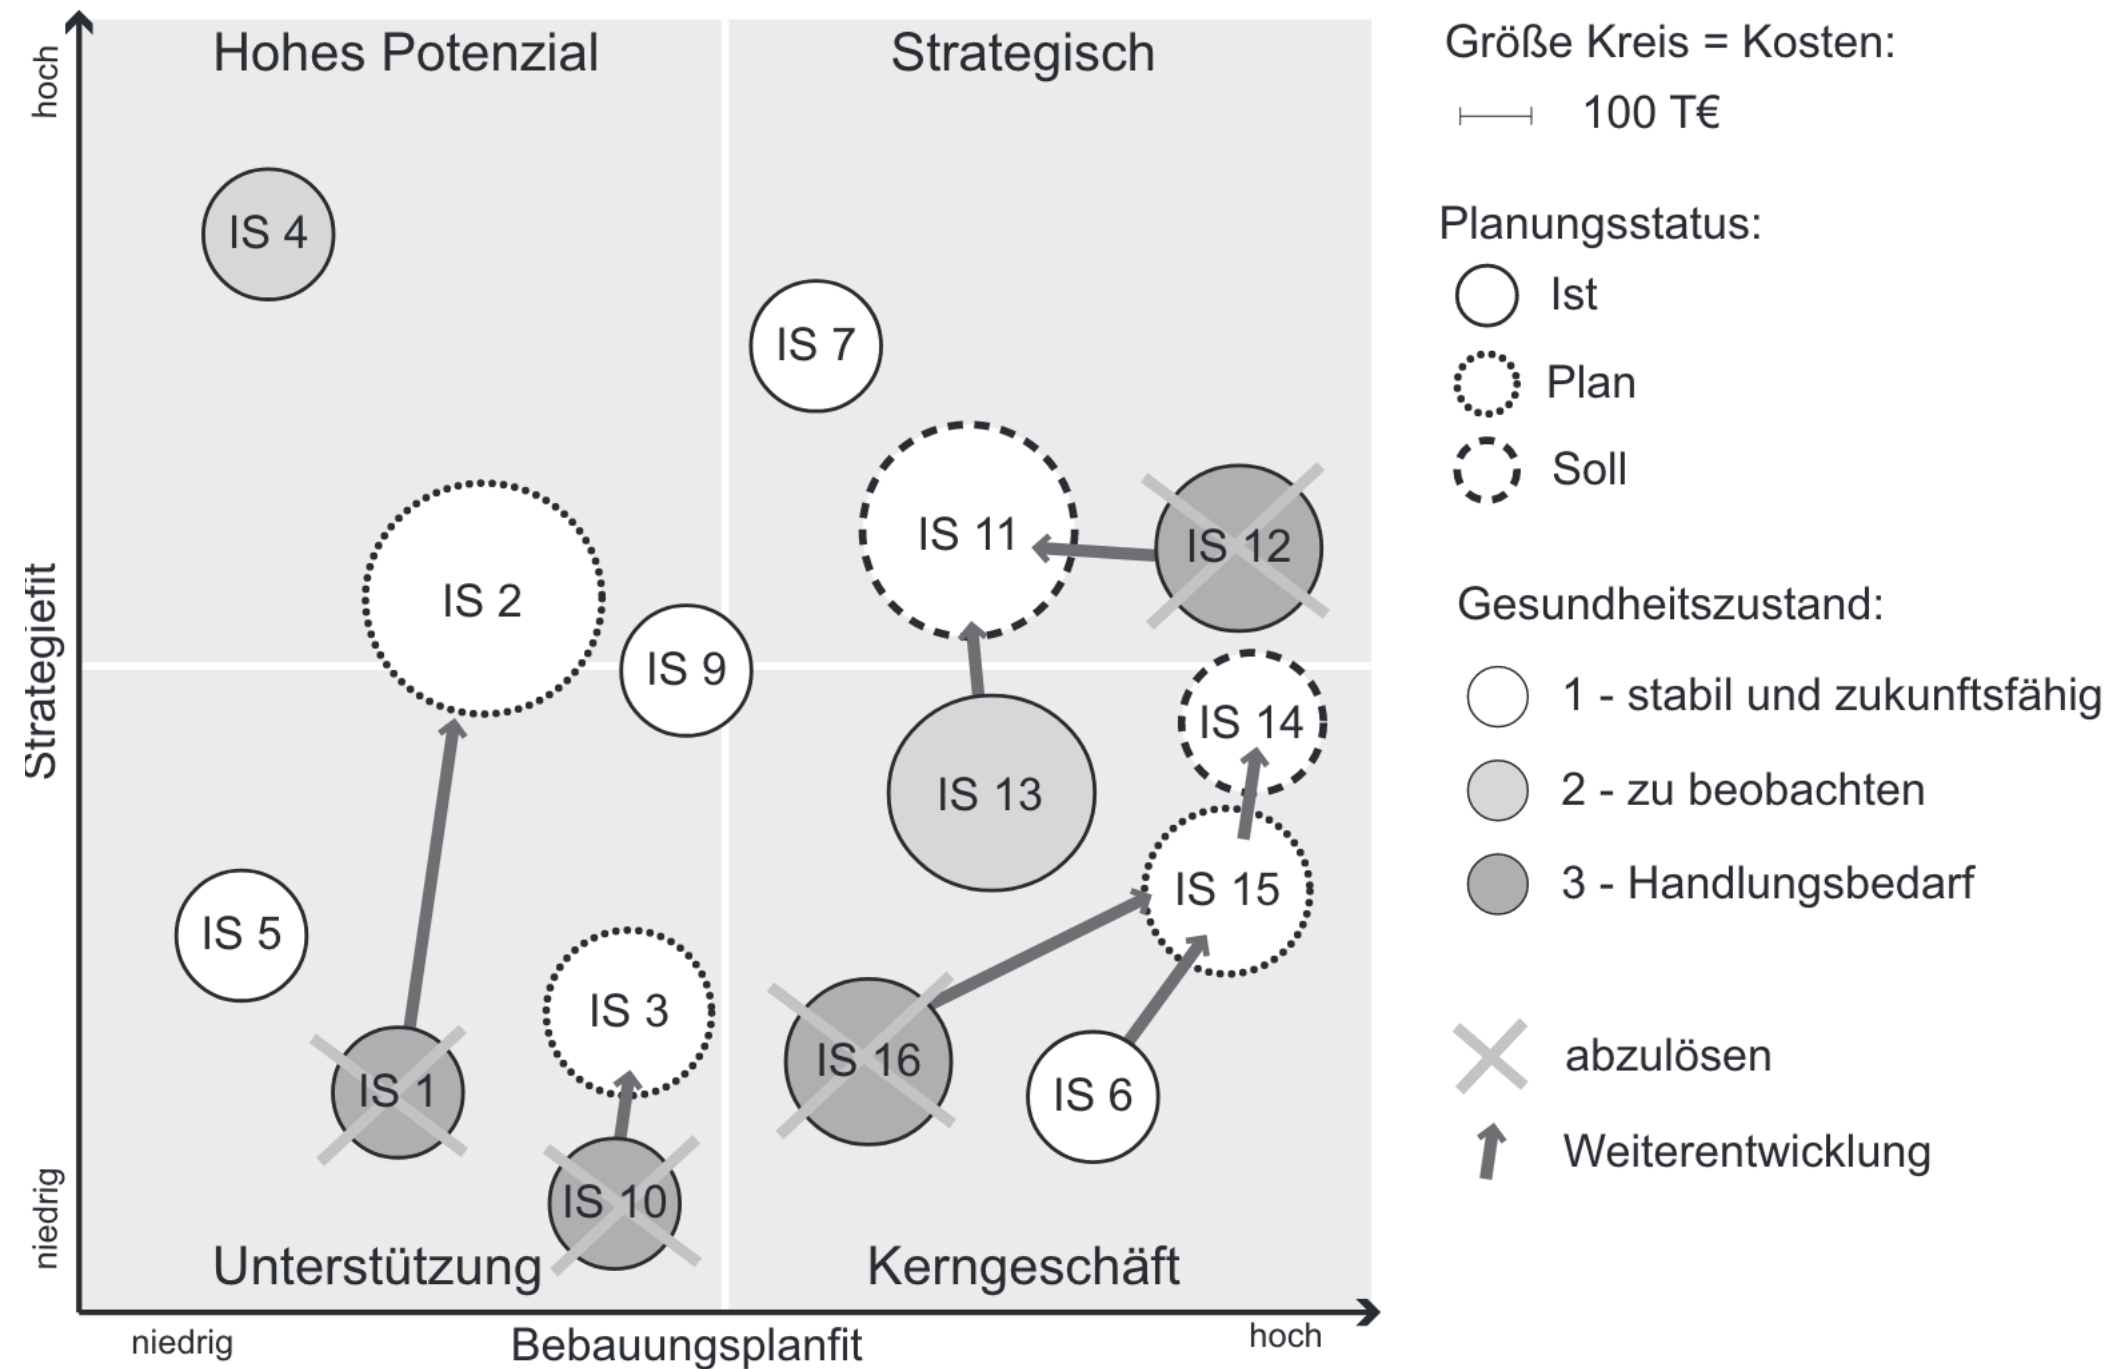 hoch
Hohes Potenzial
Strategisch
IS 4
IS 7
IS 11
IS 12
IS 2
IS 9
Strategiefit
IS 14
IS 13
IS 15
IS 5
IS 3
IS 16
IS 1
IS 6
IS 10
niedrig
Unterstützung
Kerngeschäft
niedrig
Bebauungsplanfit
hoch
Größe Kreis = Kosten:
100 T€
Planungsstatus:
Ist
Plan
Soll
Gesundheitszustand:
1 - stabil und zukunftsfähig
2 - zu beobachten
3 - Handlungsbedarf
abzulösen
Weiterentwicklung